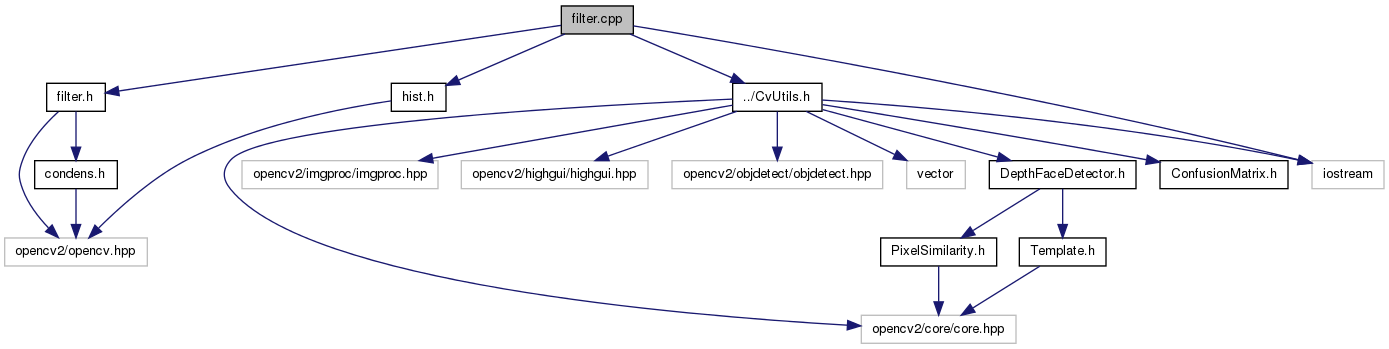 filter.cpp
filter.h
hist.h
../CvUtils.h
condens.h
opencv2/imgproc/imgproc.hpp
opencv2/highgui/highgui.hpp
opencv2/objdetect/objdetect.hpp
vector
DepthFaceDetector.h
ConfusionMatrix.h
iostream
opencv2/opencv.hpp
PixelSimilarity.h
Template.h
opencv2/core/core.hpp